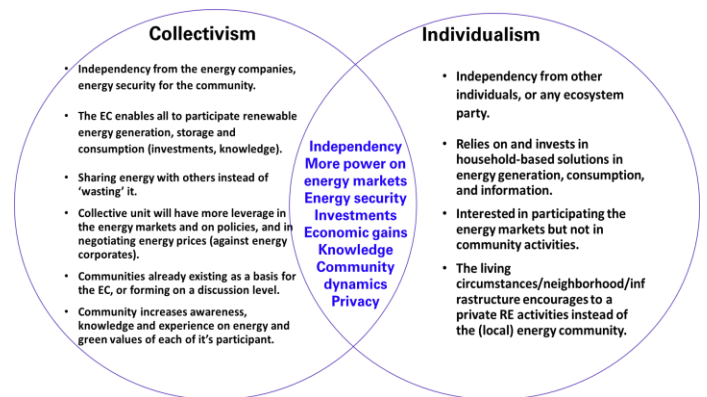 Collectivism
• Independency from the energy companies,
energy security for the community.
• The EC enables all to participate renewable
energy generation, storage and
consumption (investments, knowledge).
• Sharing energy with others instead of
‘wasting’ it.
• Collective unit will have more leverage in
the energy markets and on policies, and in
negotiating energy prices (against energy
corporates).
• Communities already existing as a basis for
the EC, or forming on a discussion level.
• Community increases awareness,
knowledge and experience on energy and
green values of each of it’s participant.
Independency
More power on
energy markets
Energy security
Investments
Economic gains
Knowledge
Community
dynamics
Privacy
Individualism
• Independency from other
individuals, or any ecosystem
party.
• Relies on and invests in
household-based solutions in
energy generation, consumption,
and information.
• Interested in participating the
energy markets but not in
community activities.
• The living
circumstances/neighborhood/inf
rastructure encourages to a
private RE activities instead of
the (local) energy community.